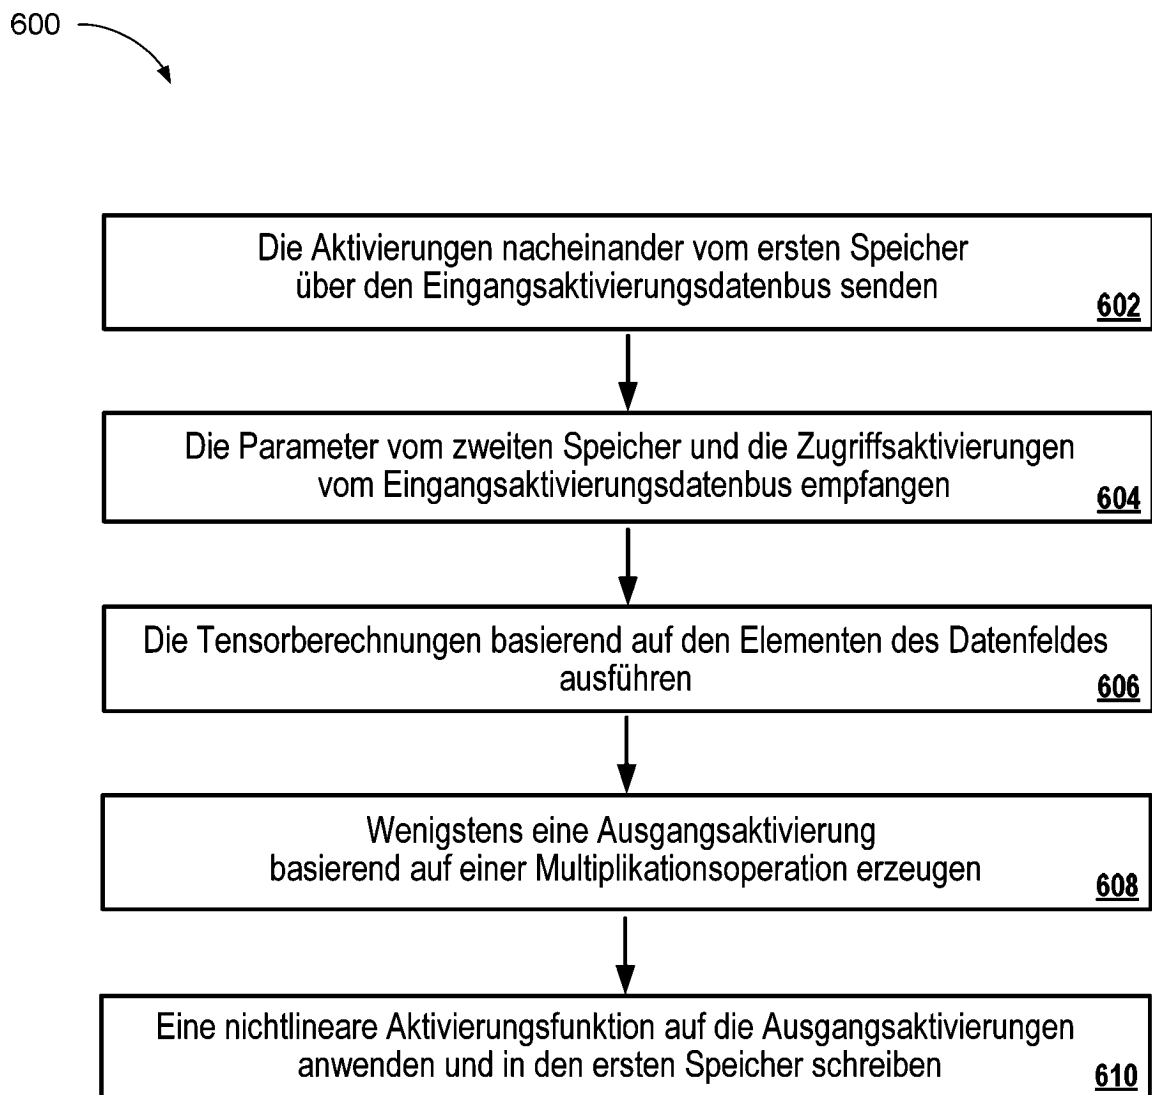 600
Die Aktivierungen nacheinander vom ersten Speicher
über den Eingangsaktivierungsdatenbus senden
602
Die Parameter vom zweiten Speicher und die Zugriffsaktivierungen
vom Eingangsaktivierungsdatenbus empfangen
604
Die Tensorberechnungen basierend auf den Elementen des Datenfeldes
ausführen
606
Wenigstens eine Ausgangsaktivierung
basierend auf einer Multiplikationsoperation erzeugen
608
Eine nichtlineare Aktivierungsfunktion auf die Ausgangsaktivierungen
anwenden und in den ersten Speicher schreiben
610